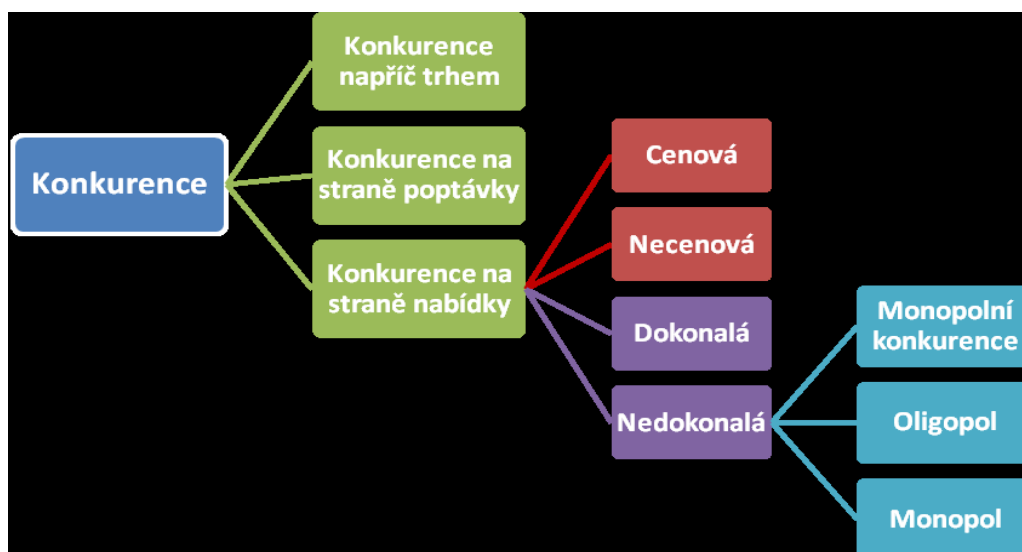 Konkurence
Konkurence
napříč trhem
Konkurence na
straně poptávky
Konkurence na
straně nabídky
Cenová
Necenová
Dokonalá
Nedokonalá
Monopolní
konkurence
Oligopol
Monopol